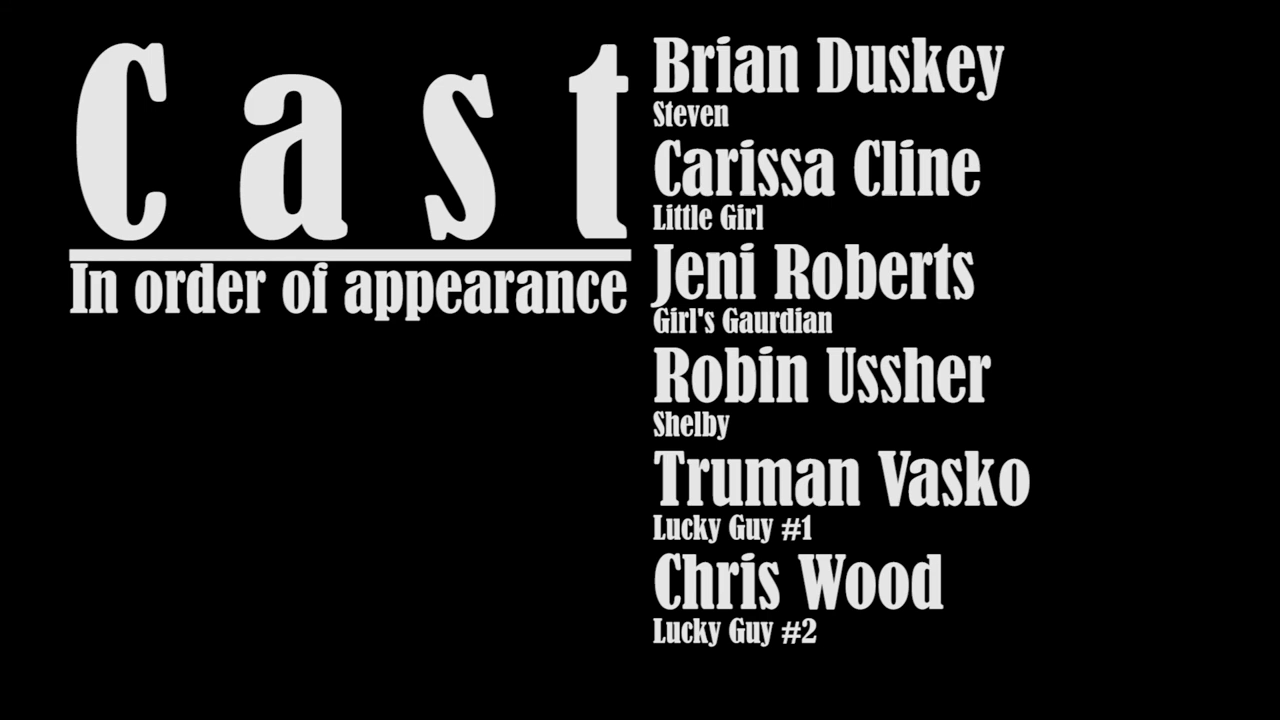 Cast
In order of appearance
Brian Duskey
Steven
Carissa Cline
Little Girl
Jeni Roberts
Girl's Gaurdian
Robin Ussher
Shelby
Truman Vasko
Lucky Guy #1
Chris Wood
Lucky Guy #2